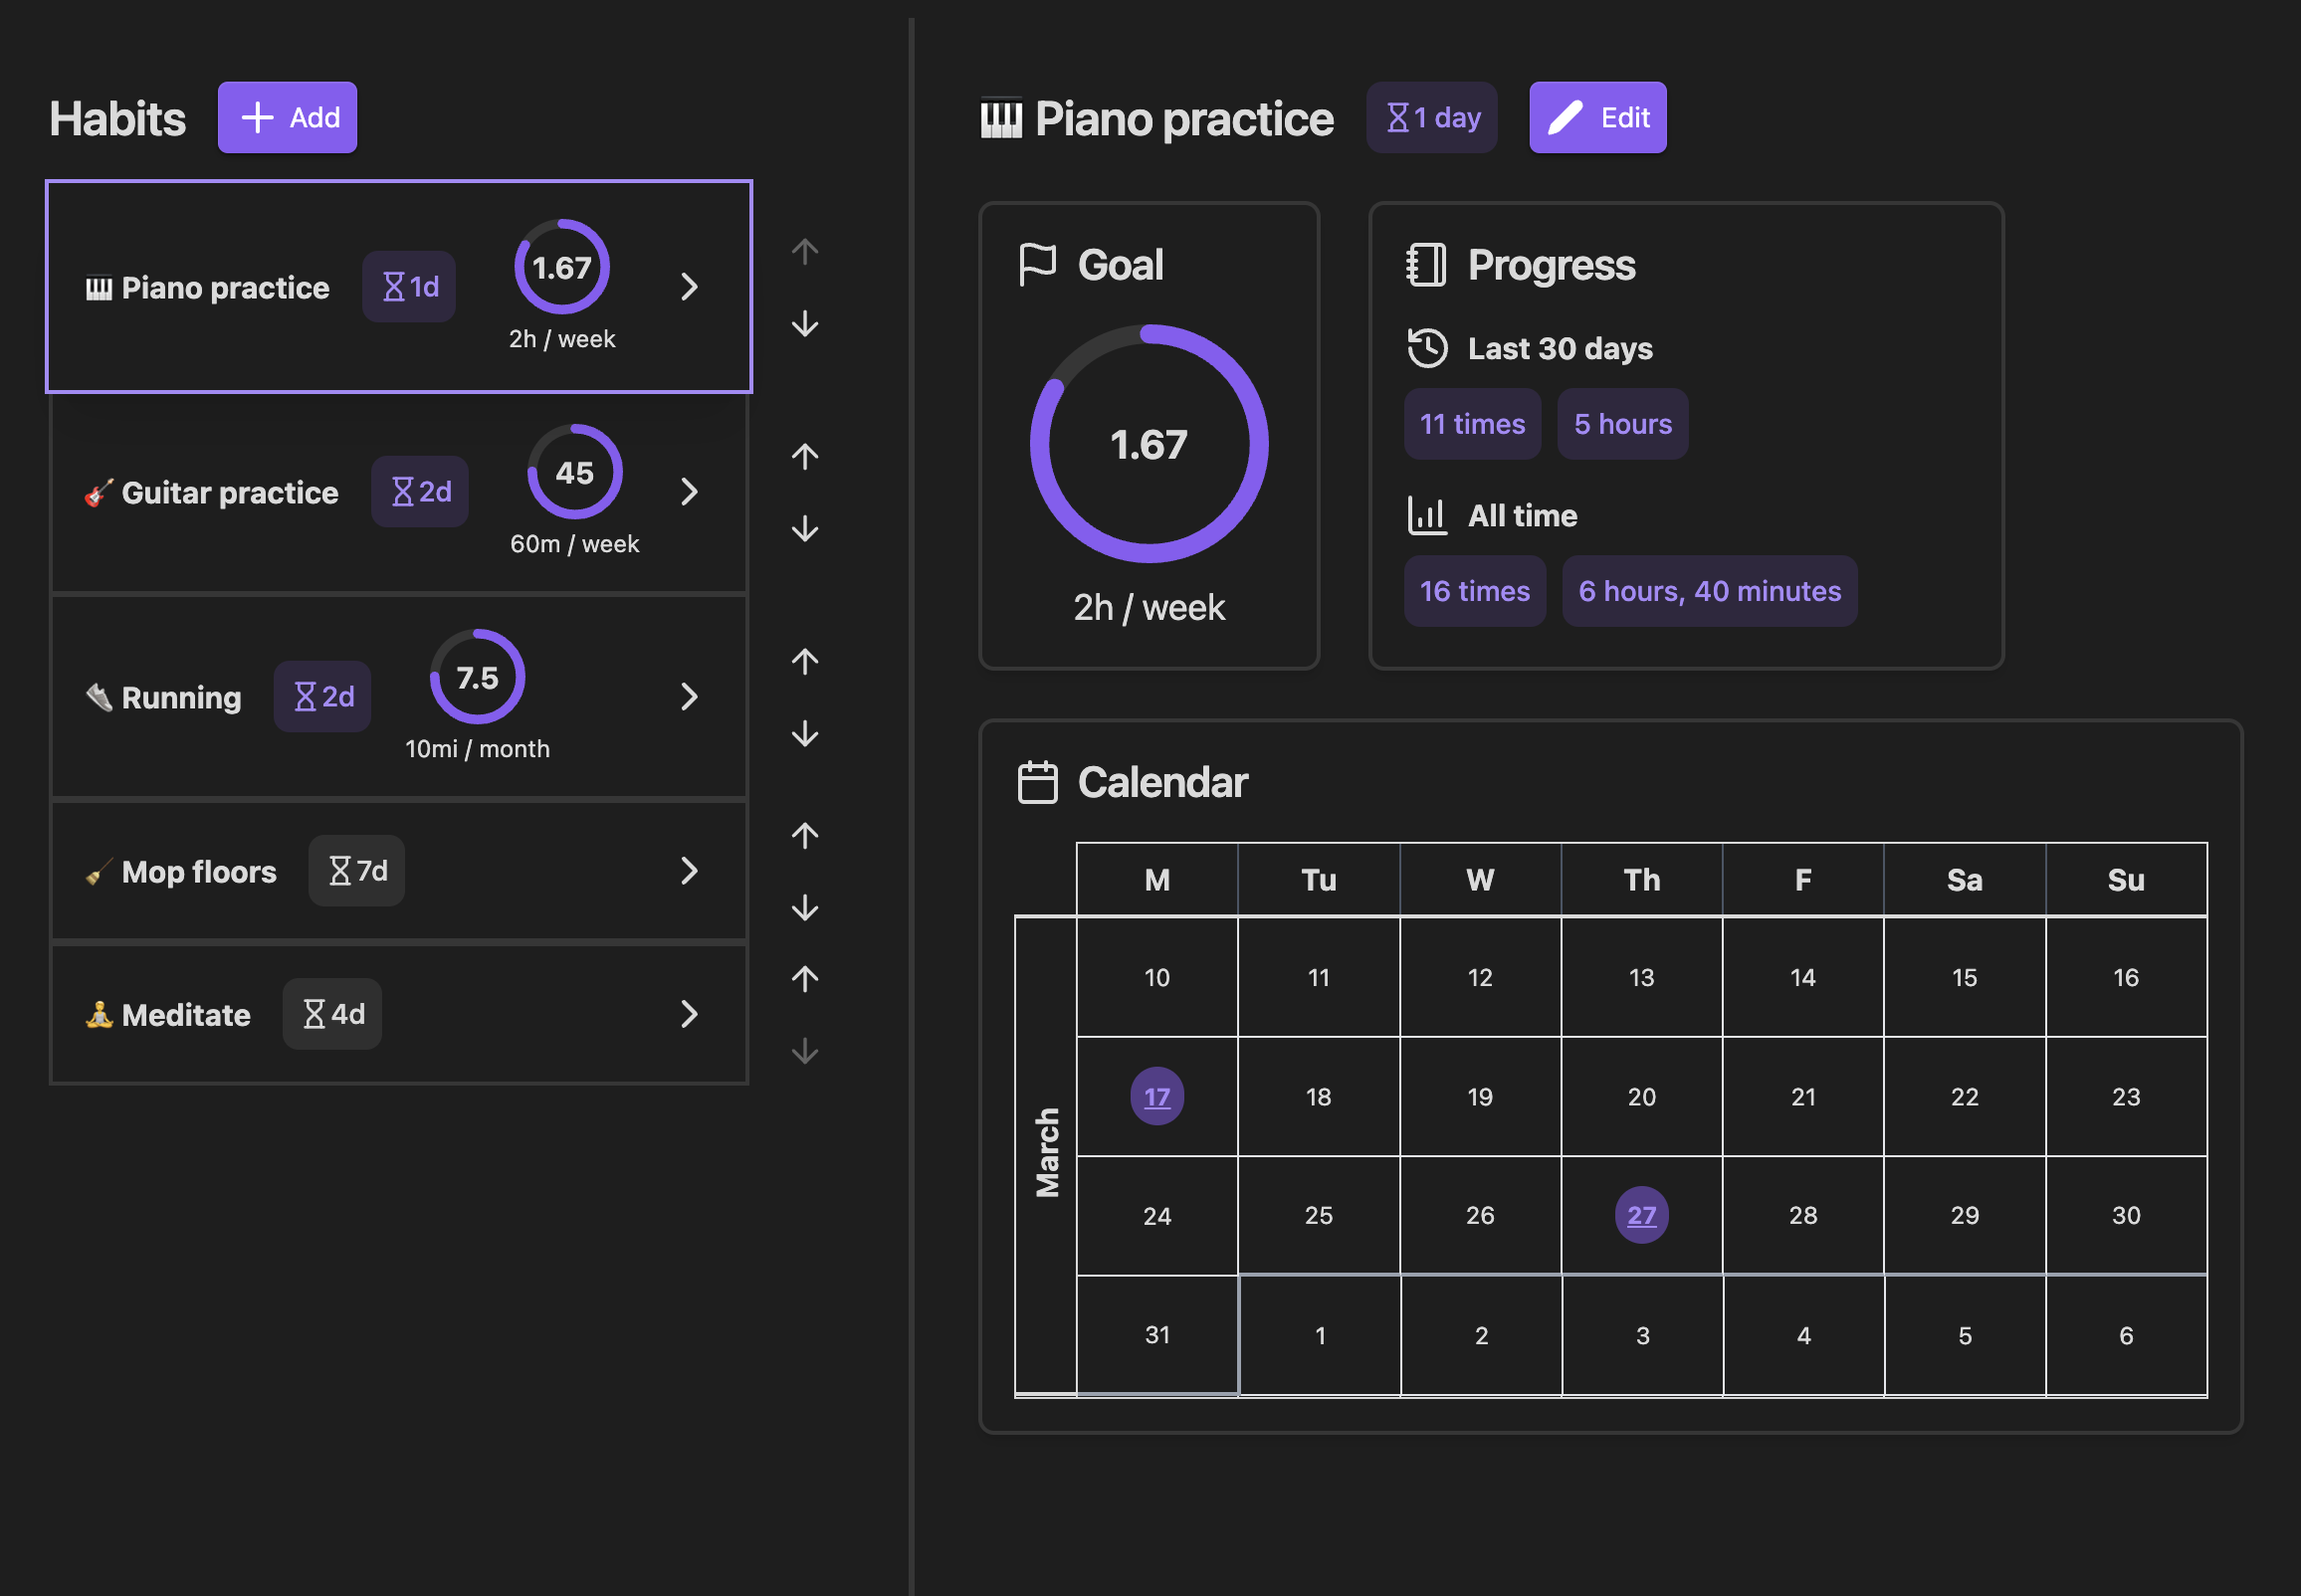 Habits
Add
Piano practice
1d
1.67
2h / week
Guitar practice
2d
45
60m / week
Running
2d
7.5
10mi / month
Mop floors
7d
Meditate
4d
Piano practice
1 day
Edit
Goal
1.67
2h / week
Progress
Last 30 days
11 times
5 hours
All time
16 times
6 hours, 40 minutes
Calendar
M Tu W Th F Sa Su
March
10 11 12 13 14 15 16
17 18 19 20 21 22 23
24 25 26 27 28 29 30
31 1 2 3 4 5 6